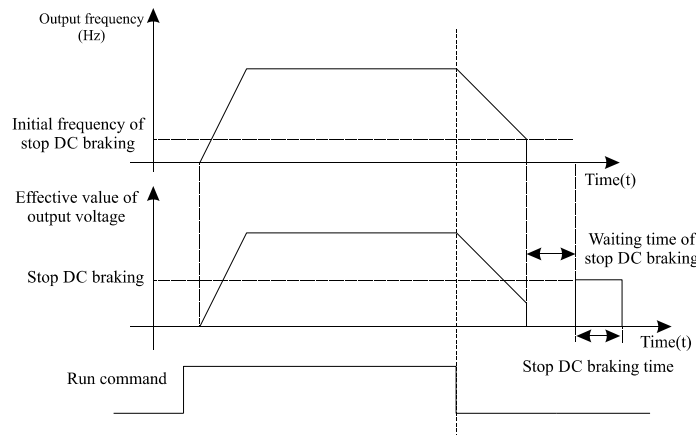 Output frequency
(Hz)
Initial frequency of
stop DC braking
Time(t)
Effective value of
output voltage
Waiting time of
stop DC braking
Stop DC braking
Time(t)
Stop DC braking time
Run command